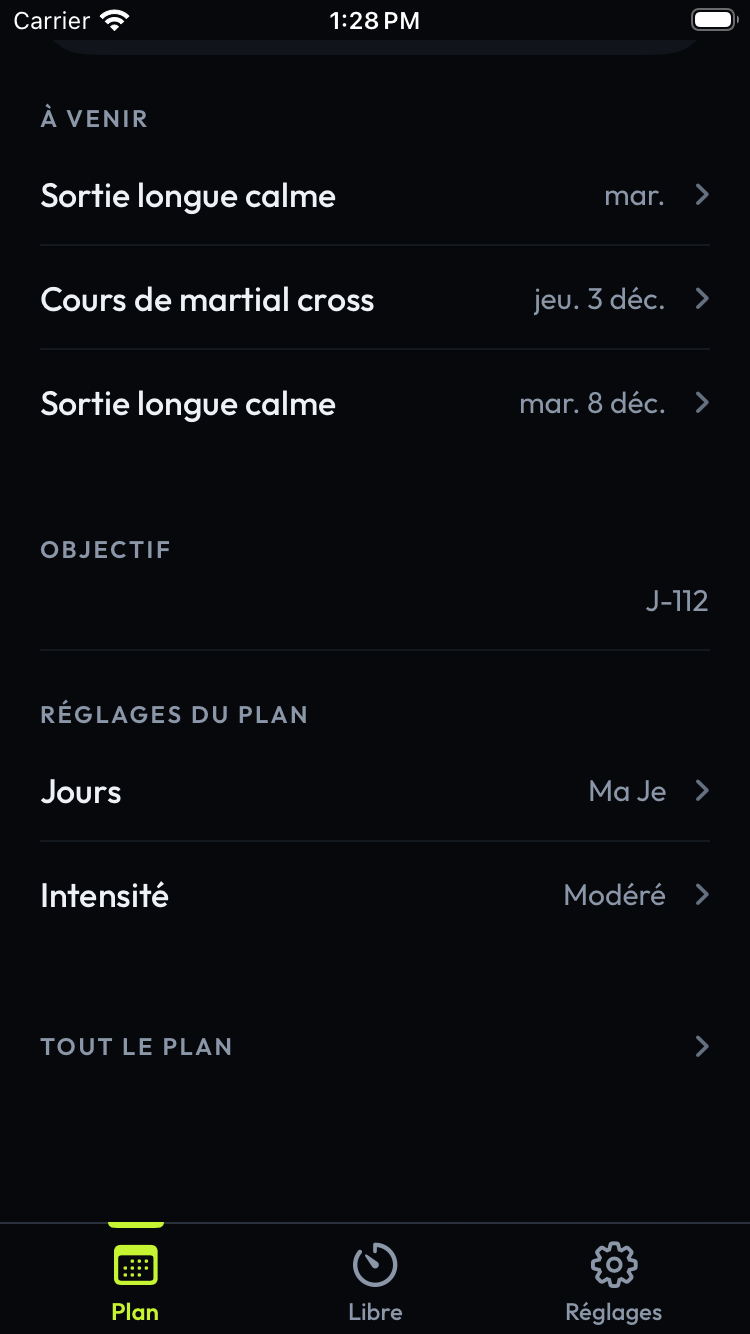 Carrier 1:28 PM
À VENIR
Sortie longue calme mar.
Cours de martial cross jeu. 3 déc.
Sortie longue calme mar. 8 déc.
OBJECTIF
J-112
RÉGLAGES DU PLAN
Jours Ma Je
Intensité Modéré
TOUT LE PLAN
Plan Libre Réglages